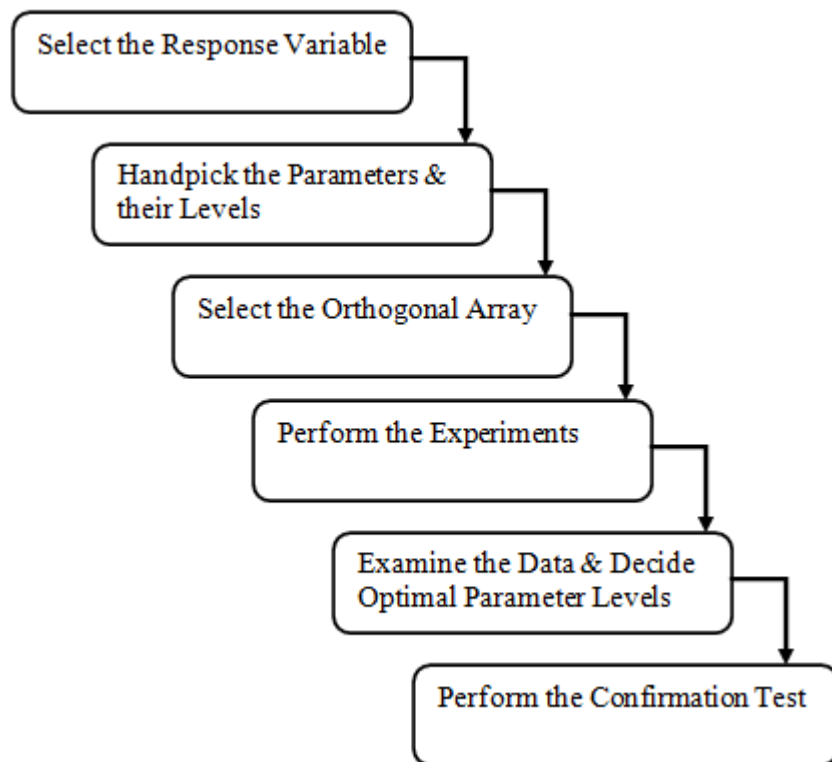 Select the Response Variable
Handpick the Parameters &
their Levels
Select the Orthogonal Array
Perform the Experiments
Examine the Data & Decide
Optimal Parameter Levels
Perform the Confirmation Test